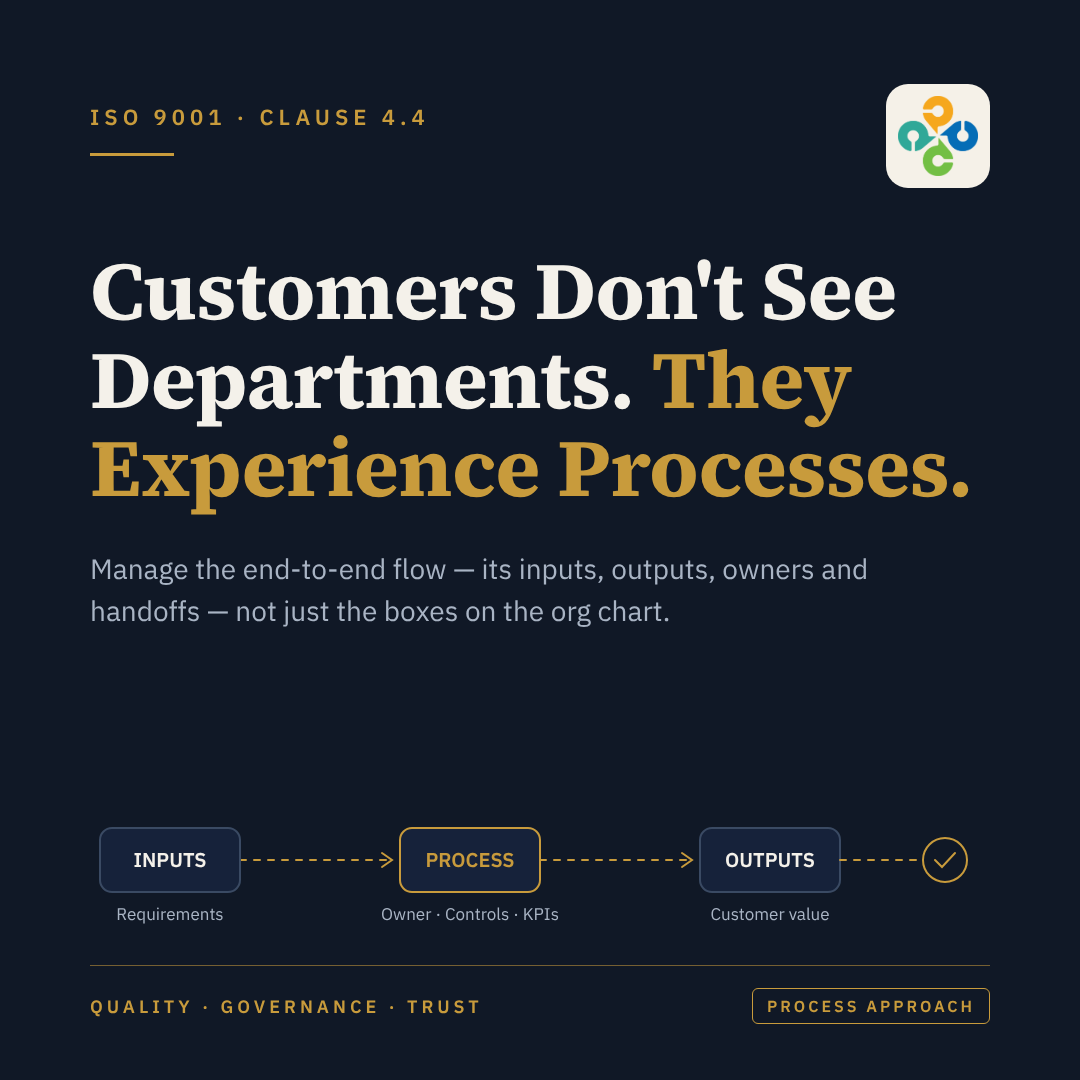 ISO 9001 · CLAUSE 4.4
Customers Don't See
Departments. They
Experience Processes.
Manage the end-to-end flow — its inputs, outputs, owners and
handoffs — not just the boxes on the org chart.
INPUTS
PROCESS
OUTPUTS
Requirements
Owner · Controls · KPIs
Customer value
QUALITY · GOVERNANCE · TRUST
PROCESS APPROACH